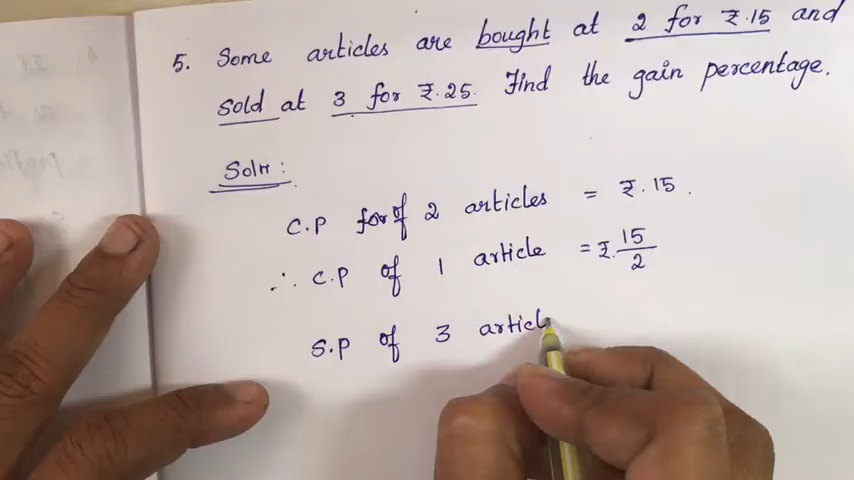 5. Some articles are bought at 2 for ₹.15 and
sold at 3 for ₹.25. Find the gain percentage.
Soln:
C.P of 2 articles = ₹.15.
∴ C.P of 1 article = ₹.15/2
S.P of 3 articl